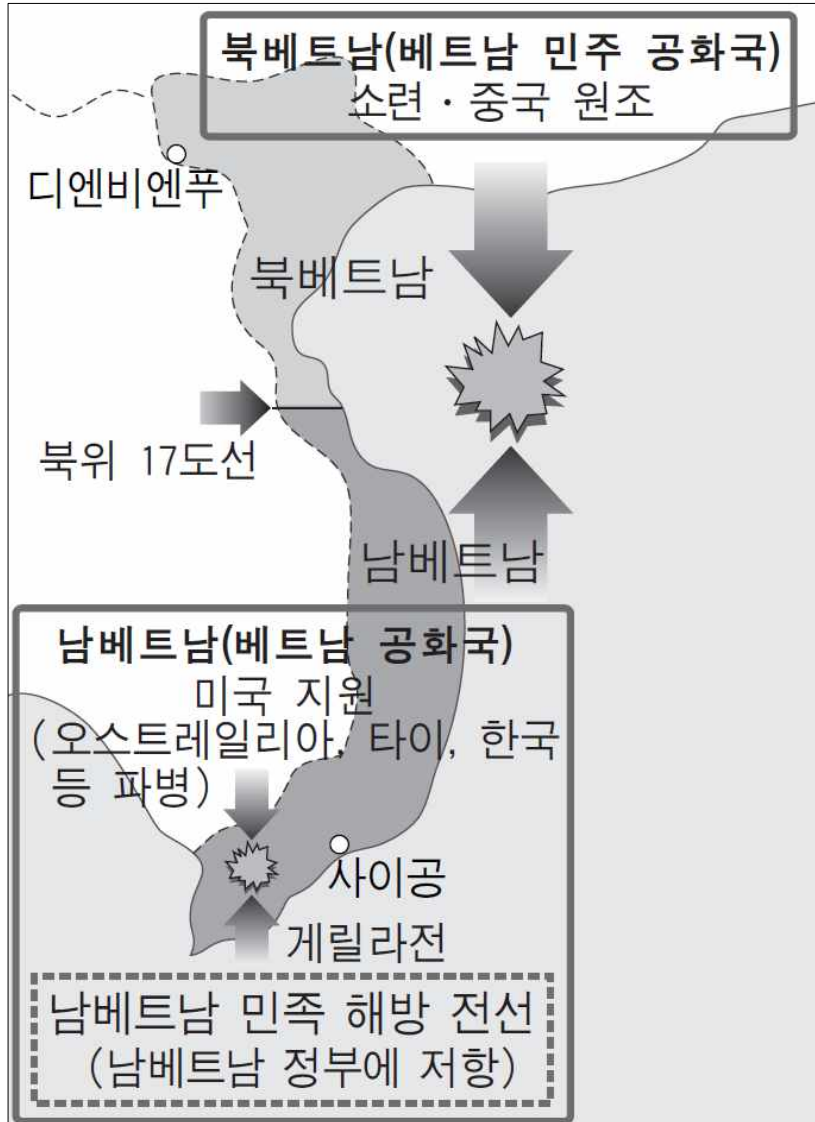 북베트남(베트남 민주 공화국)
소련 · 중국 원조
디엔비엔푸
북베트남
북위 17도선
남베트남
남베트남(베트남 공화국)
미국 지원
(오스트레일리아, 타이, 한국
등 파병)
사이공
게릴라전
남베트남 민족 해방 전선
(남베트남 정부에 저항)